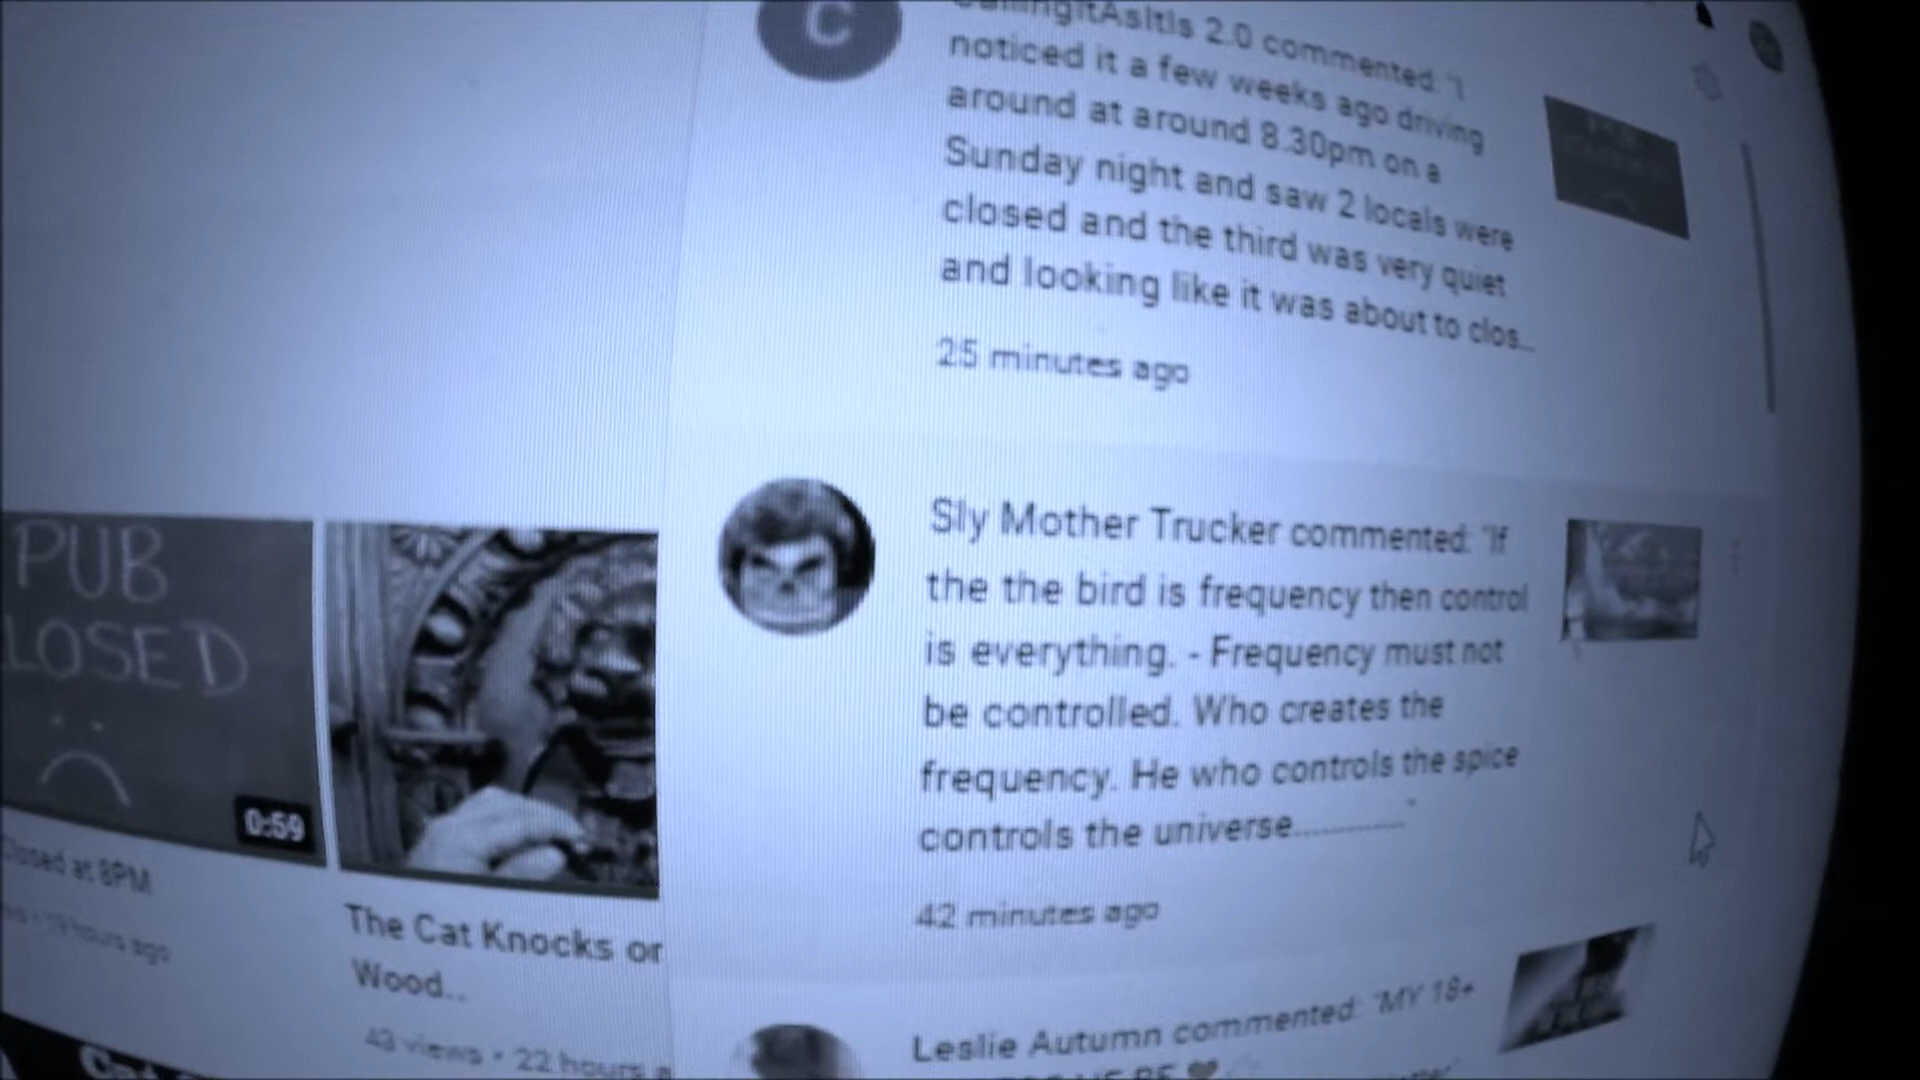 C
CallingItAsItIs 2.0 commented: "I
noticed it a few weeks ago driving
around at around 8.30pm on a
Sunday night and saw 2 locals were
closed and the third was very quiet
and looking like it was about to clos...
25 minutes ago
Sly Mother Trucker commented: "If
the the bird is frequency then control
is everything. - Frequency must not
be controlled. Who creates the
frequency. He who controls the spice
controls the universe............"
42 minutes ago
Leslie Autumn commented: "MY 18+
PUB
LOSED
0:59
Closed at 8PM
19 hours ago
The Cat Knocks or
Wood..
43 views • 22 hours a